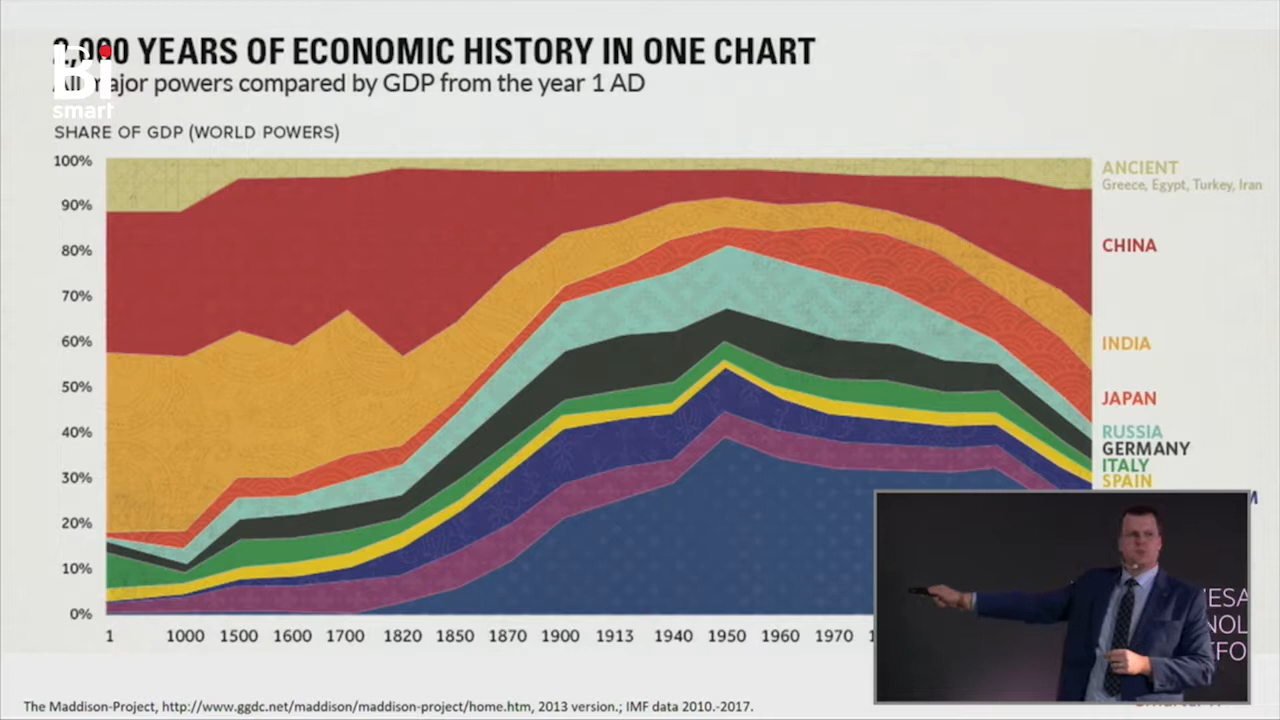 2,000 YEARS OF ECONOMIC HISTORY IN ONE CHART
All major powers compared by GDP from the year 1 AD
Bi
smart
SHARE OF GDP (WORLD POWERS)
100%
90%
80%
70%
60%
50%
40%
30%
20%
10%
0%
ANCIENT
Greece, Egypt, Turkey, Iran
CHINA
INDIA
JAPAN
RUSSIA
GERMANY
ITALY
SPAIN
1 1000 1500 1600 1700 1820 1850 1870 1900 1913 1940 1950 1960 1970
The Maddison-Project, http://www.ggdc.net/maddison/maddison-project/home.htm, 2013 version.; IMF data 2010.-2017.